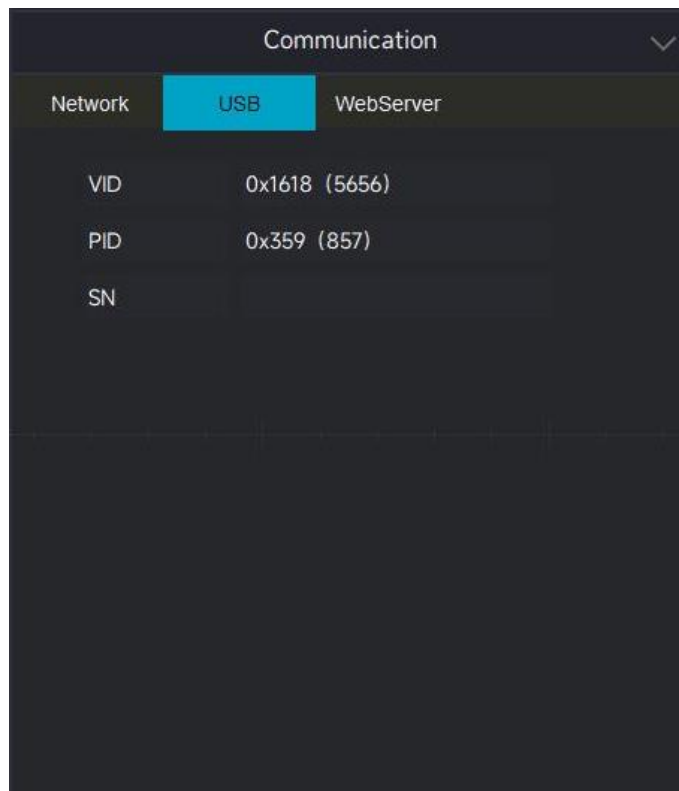 Communication
Network USB WebServer
VID 0x1618 (5656)
PID 0x359 (857)
SN